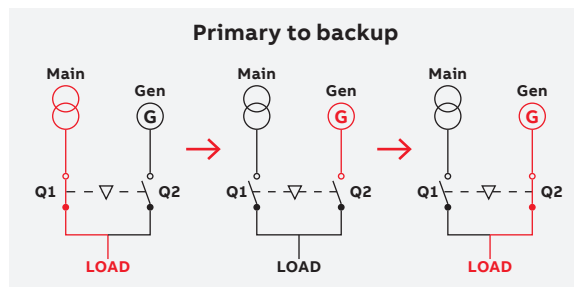 Primary to backup
Main
Gen
G
Q1
Q2
LOAD
Main
Gen
G
Q1
Q2
LOAD
Main
Gen
G
Q1
Q2
LOAD